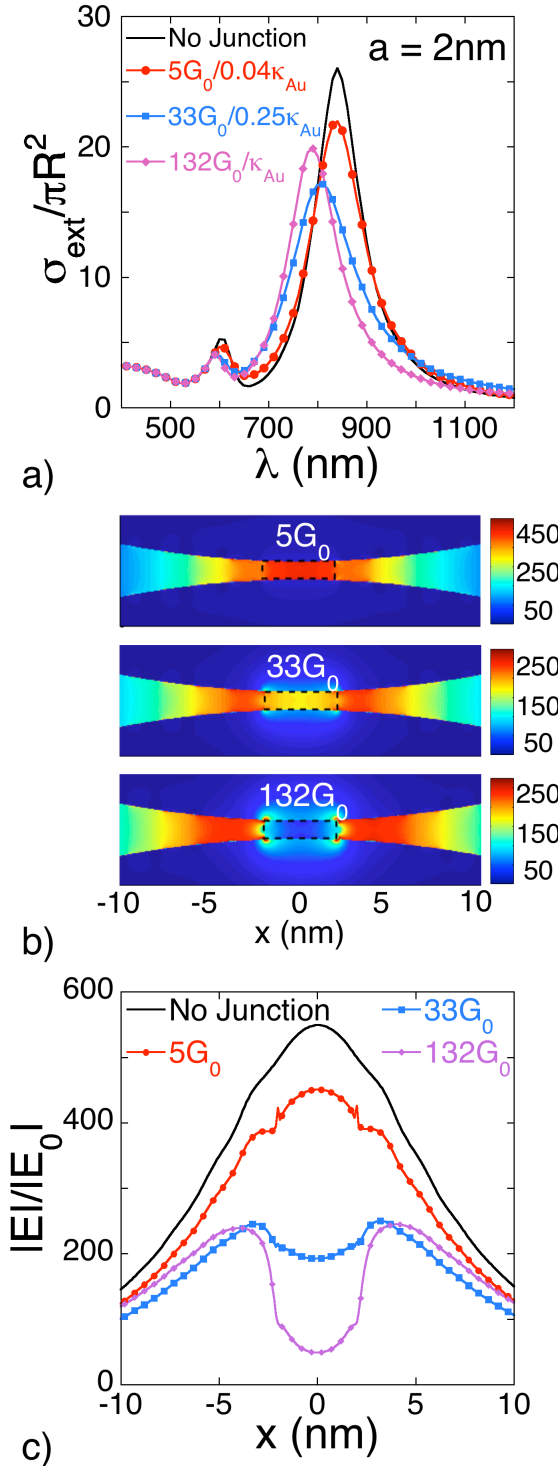 30
20
10
0
σext/πR²
No Junction
a = 2nm
5G₀/0.04κAu
33G₀/0.25κAu
132G₀/κAu
500 700 900 1100
λ (nm)
a)
5G₀
450
250
50
33G₀
250
150
50
132G₀
250
150
50
-10 -5 0 5 10
x (nm)
b)
600
400
200
0
|E|/|E₀|
No Junction 33G₀
5G₀ 132G₀
-10 -5 0 5 10
x (nm)
c)